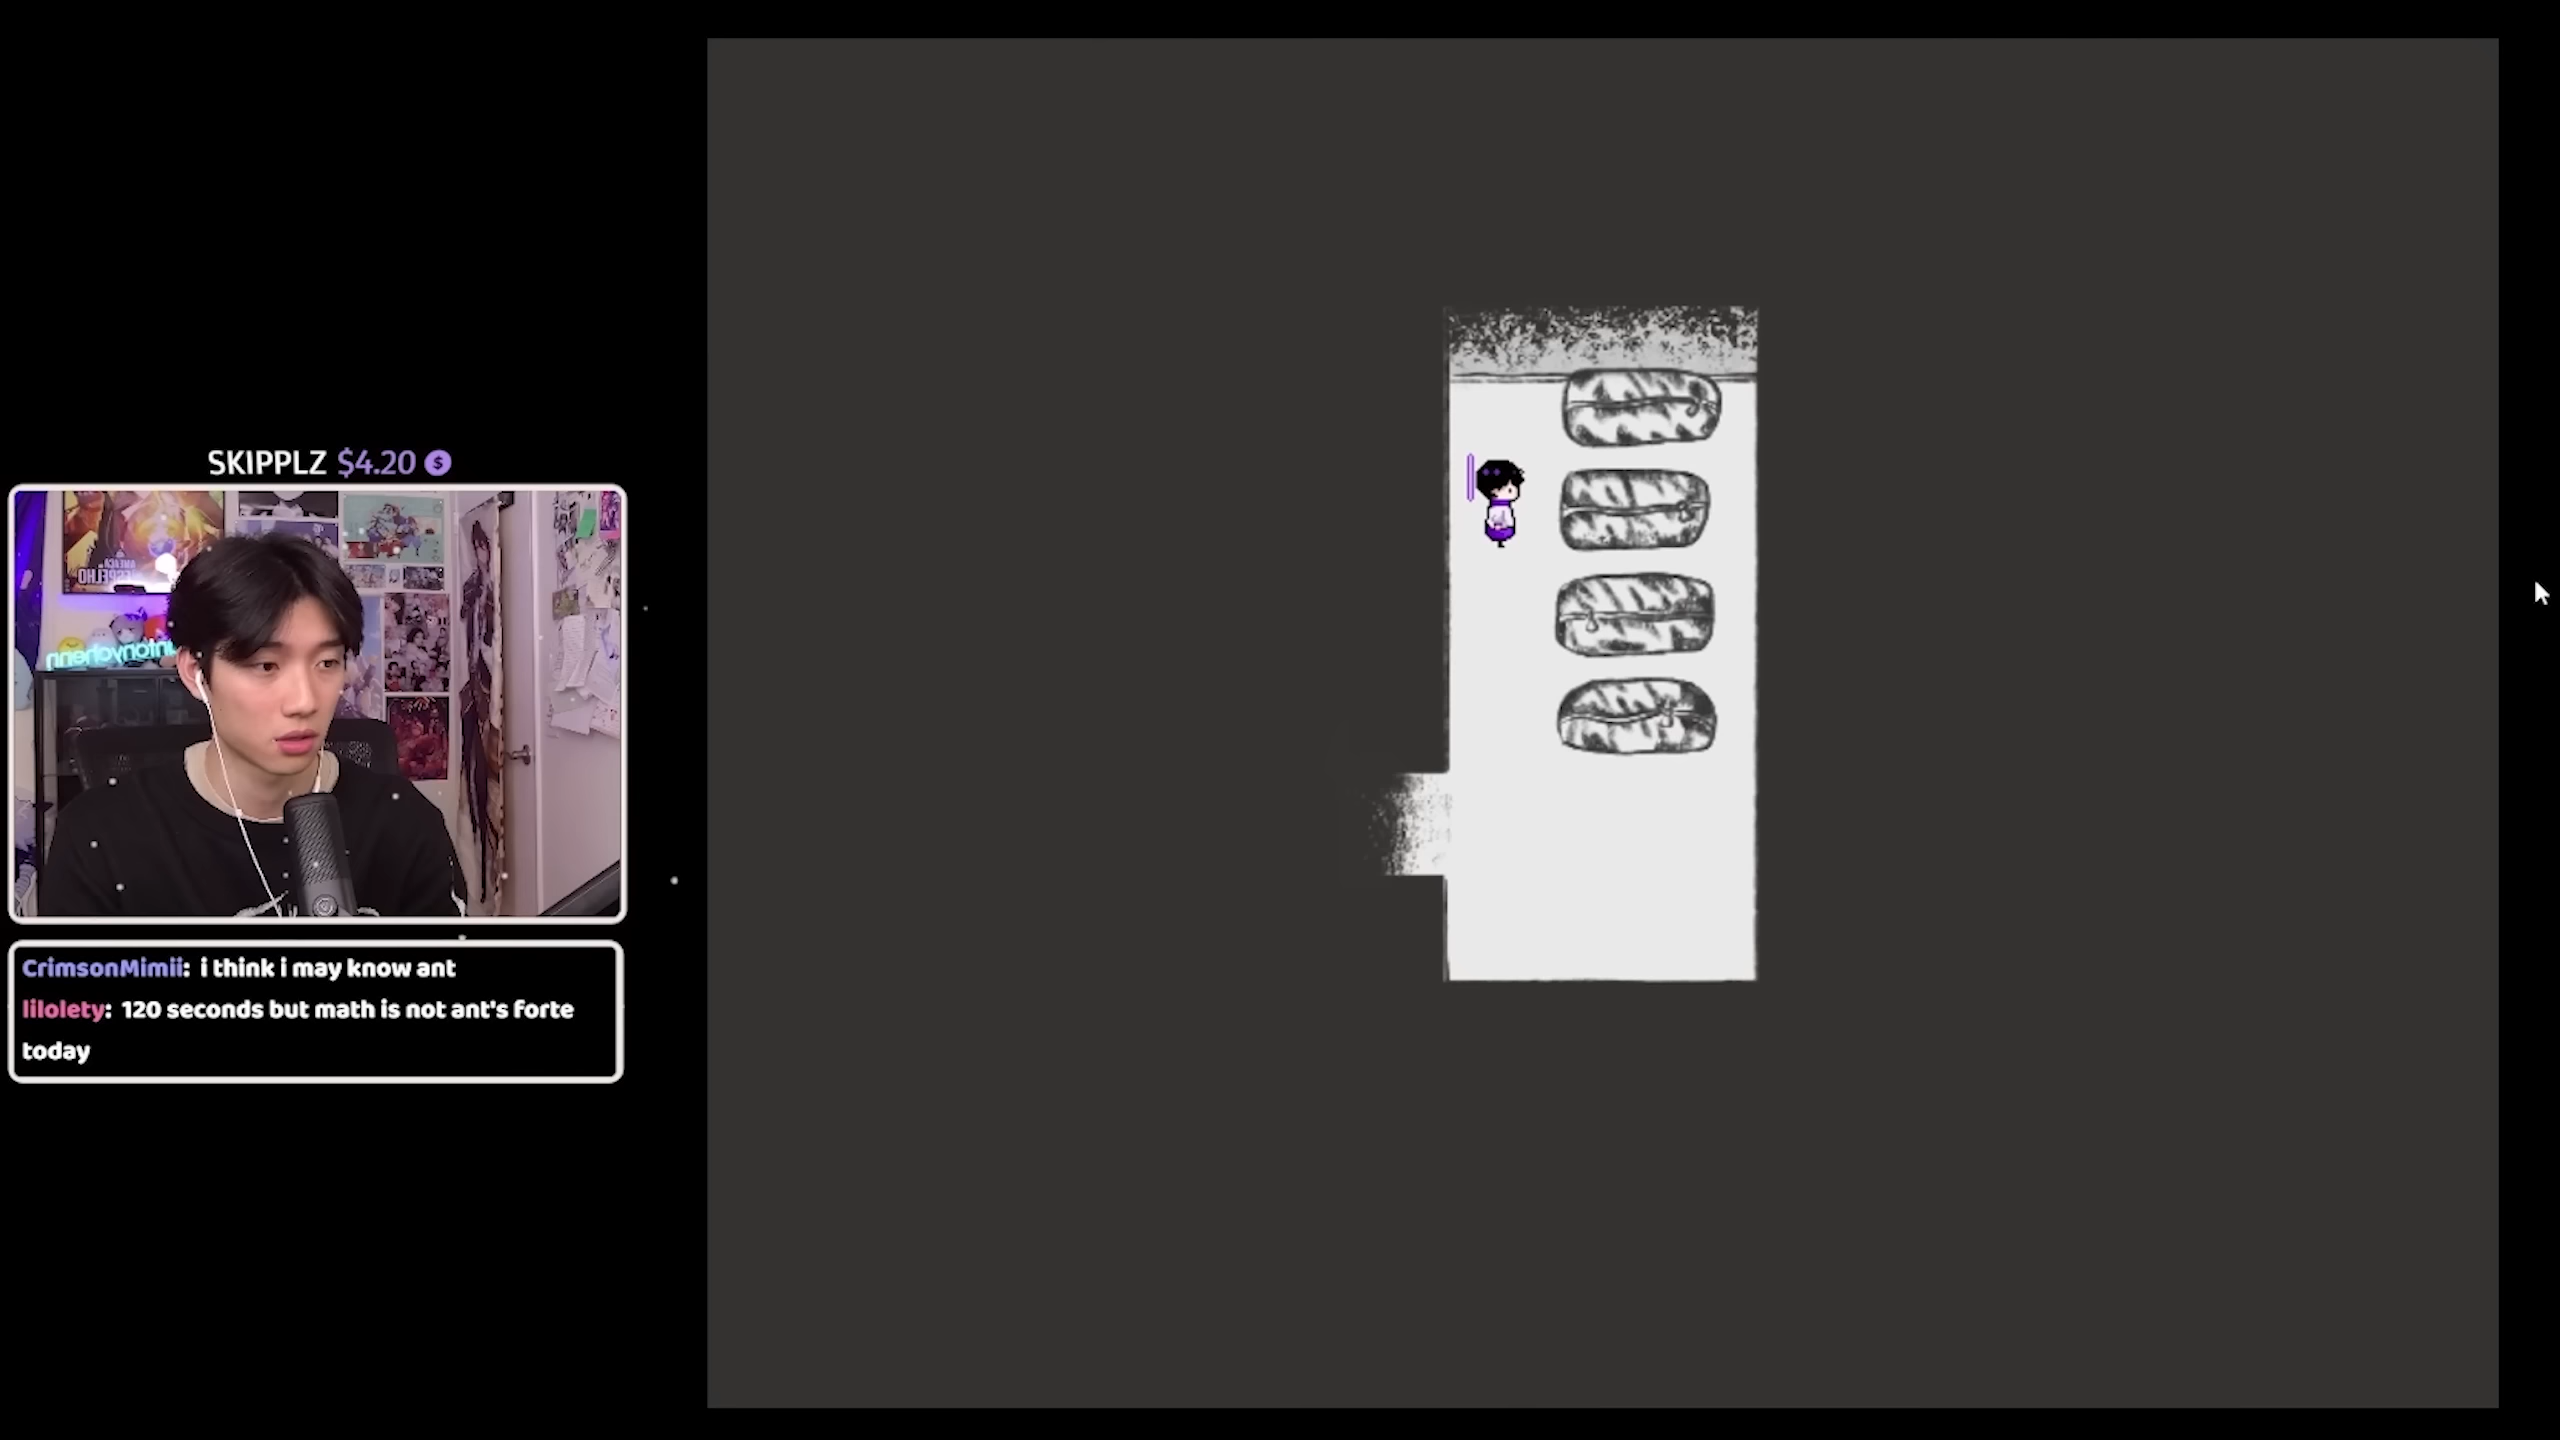 SKIPPLZ $4.20 $
CrimsonMimii: i think i may know ant
lilolety: 120 seconds but math is not ant's forte
today